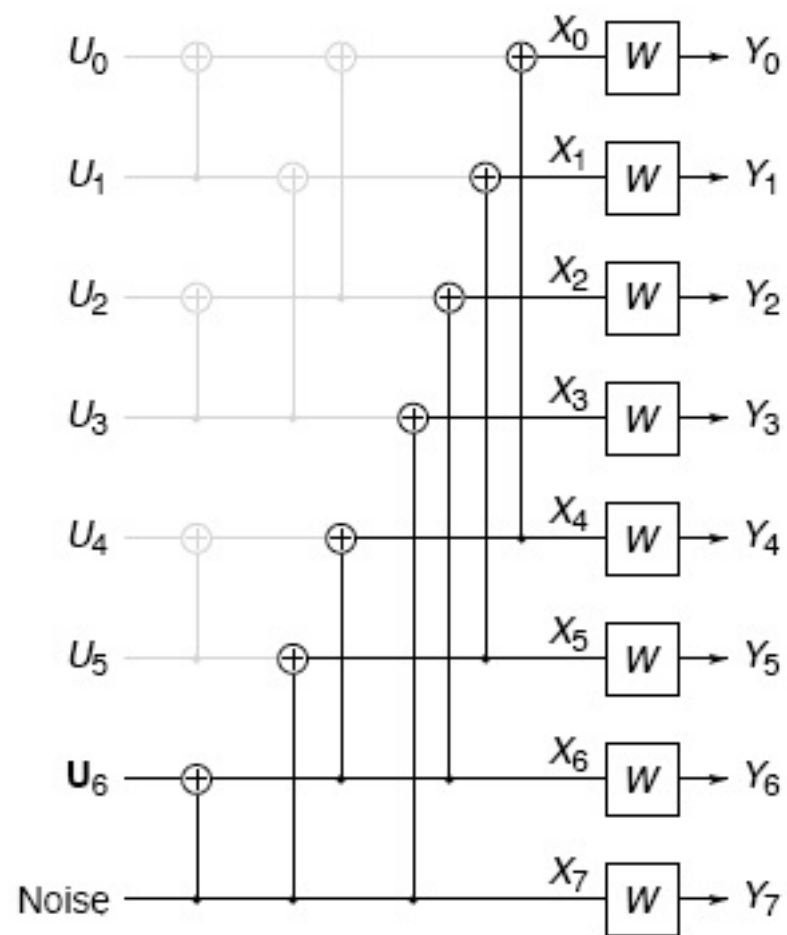 U0 X0 W Y0
U1 X1 W Y1
U2 X2 W Y2
U3 X3 W Y3
U4 X4 W Y4
U5 X5 W Y5
U6 X6 W Y6
Noise X7 W Y7